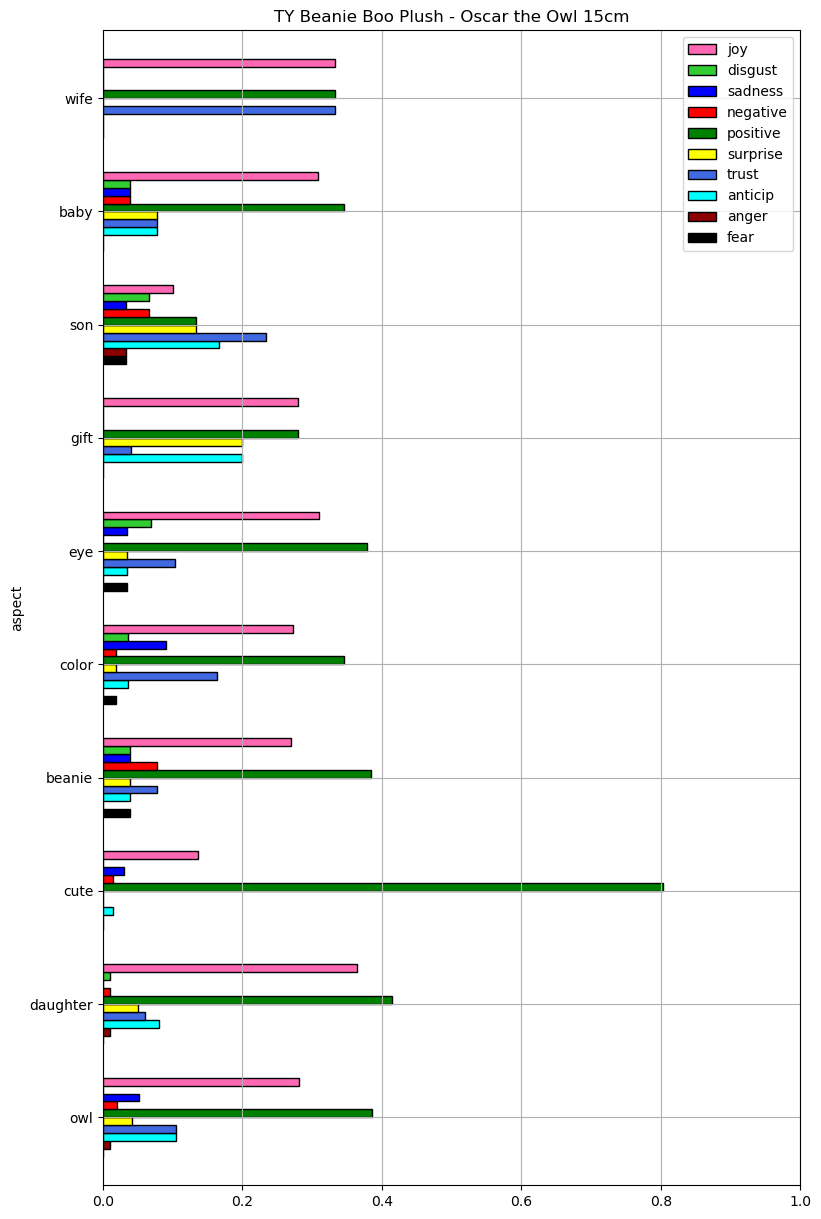 TY Beanie Boo Plush - Oscar the Owl 15cm
joy
disgust
sadness
negative
positive
surprise
trust
anticip
anger
fear
wife
baby
son
gift
eye
color
beanie
cute
daughter
owl
aspect
0.0 0.2 0.4 0.6 0.8 1.0